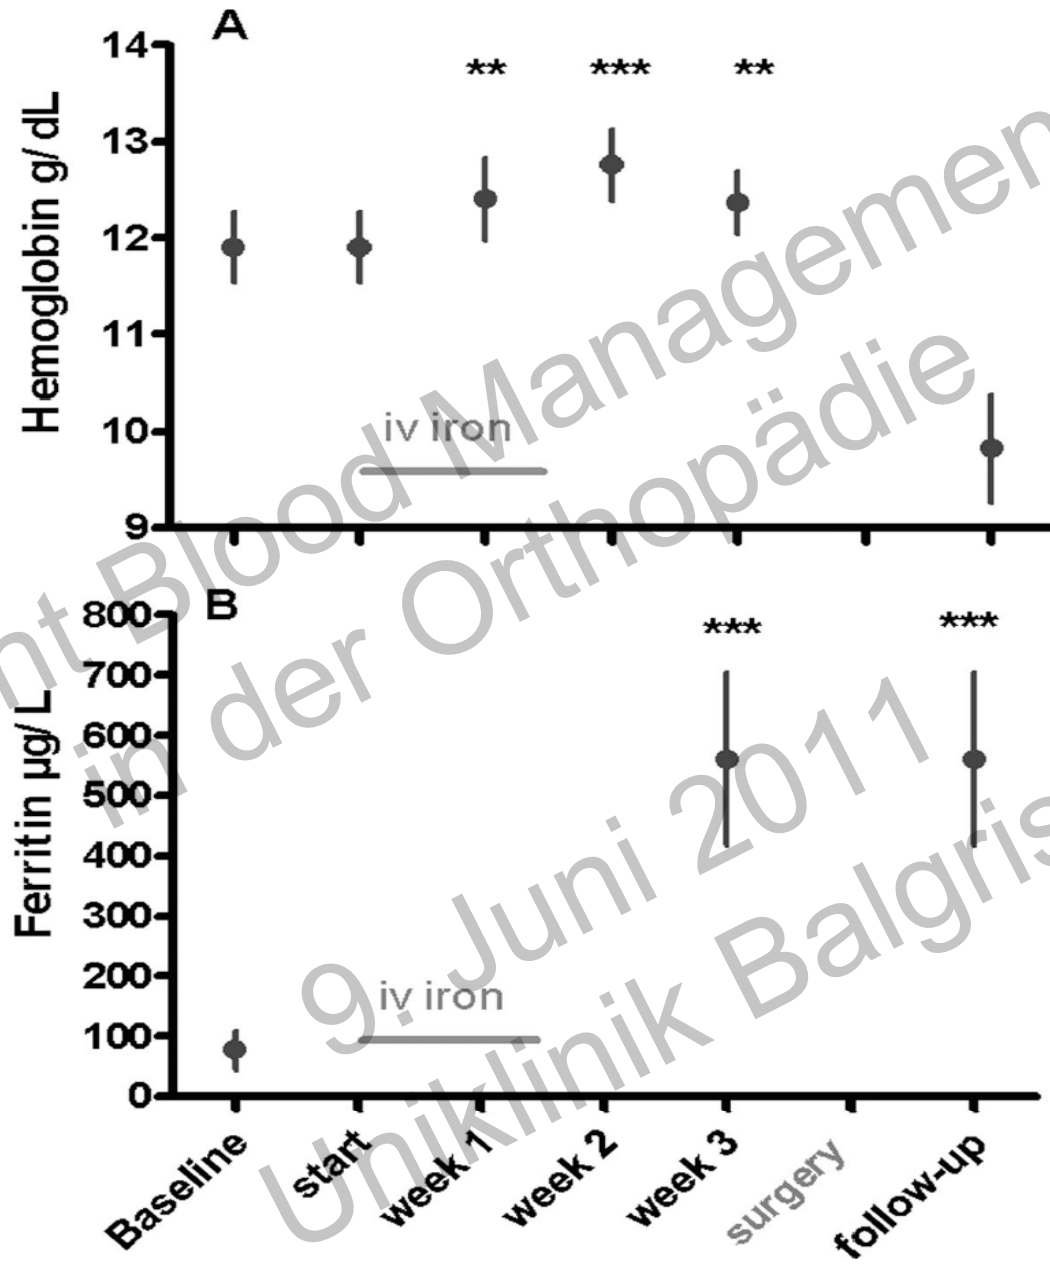 A
14
13
12
11
10
9
Hemoglobin g/dL
** *** **
iv iron
B
800
700
600
500
400
300
200
100
0
Ferritin µg/L
*** ***
iv iron
Baseline
start
week 1
week 2
week 3
surgery
follow-up
nt Blood Managemen
in der Orthopädie
9. Juni 2011
Uniklinik Balgris